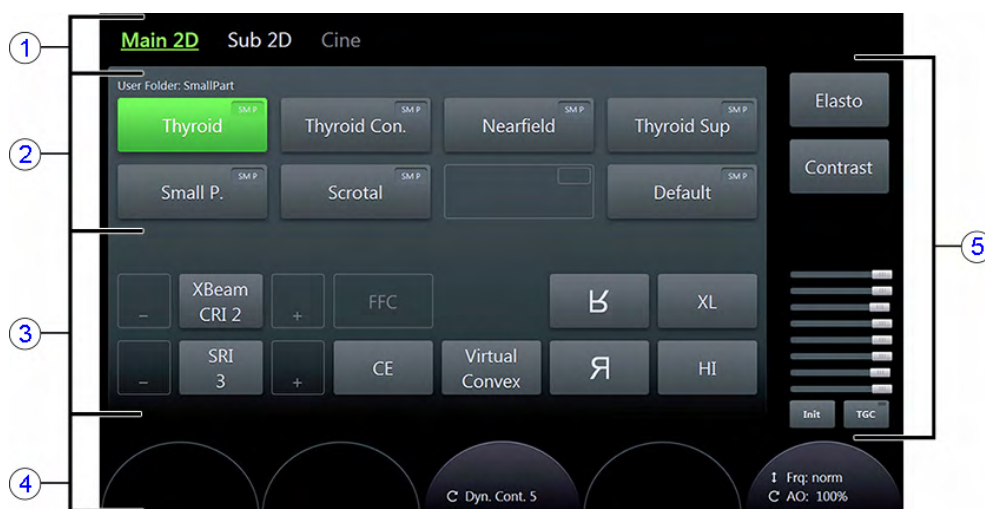 1
Main 2D Sub 2D Cine
User Folder: SmallPart
SM P SM P SM P SM P
Thyroid Thyroid Con. Nearfield Thyroid Sup
2
SM P SM P SM P
Small P. Scrotal Default
Elasto
Contrast
5
3
- XBeam CRI 2 + FFC R XL
- SRI 3 + CE Virtual Convex Я HI
Init TGC
4
Dyn. Cont. 5
Frq: norm
AO: 100%